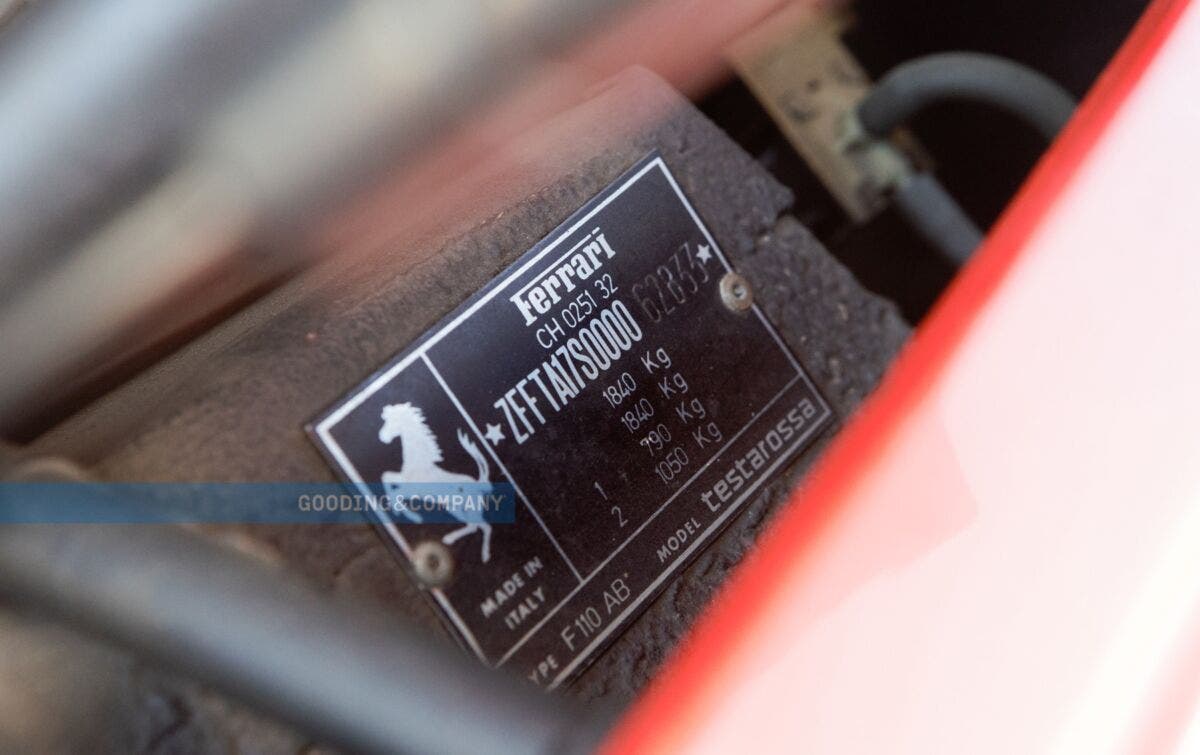 Ferrari
CH 0251 32
★ZFFTA17S0000 62833★
1840 Kg
1840 Kg
1 - 790 Kg
2 - 1050 Kg
MADE IN
ITALY
YPE F 110 AB MODEL testarossa
GOODING&COMPANY